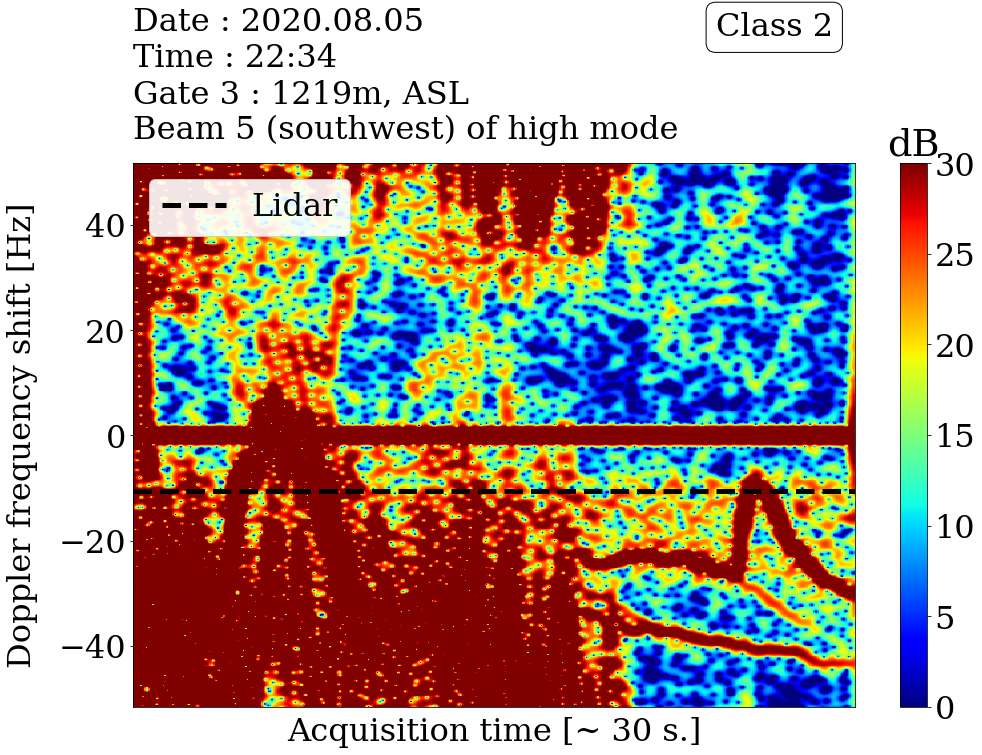 Date : 2020.08.05
Time : 22:34
Gate 3 : 1219m, ASL
Beam 5 (southwest) of high mode
Class 2
dB
Lidar
Doppler frequency shift [Hz]
40
20
0
−20
−40
30
25
20
15
10
5
0
Acquisition time [~ 30 s.]